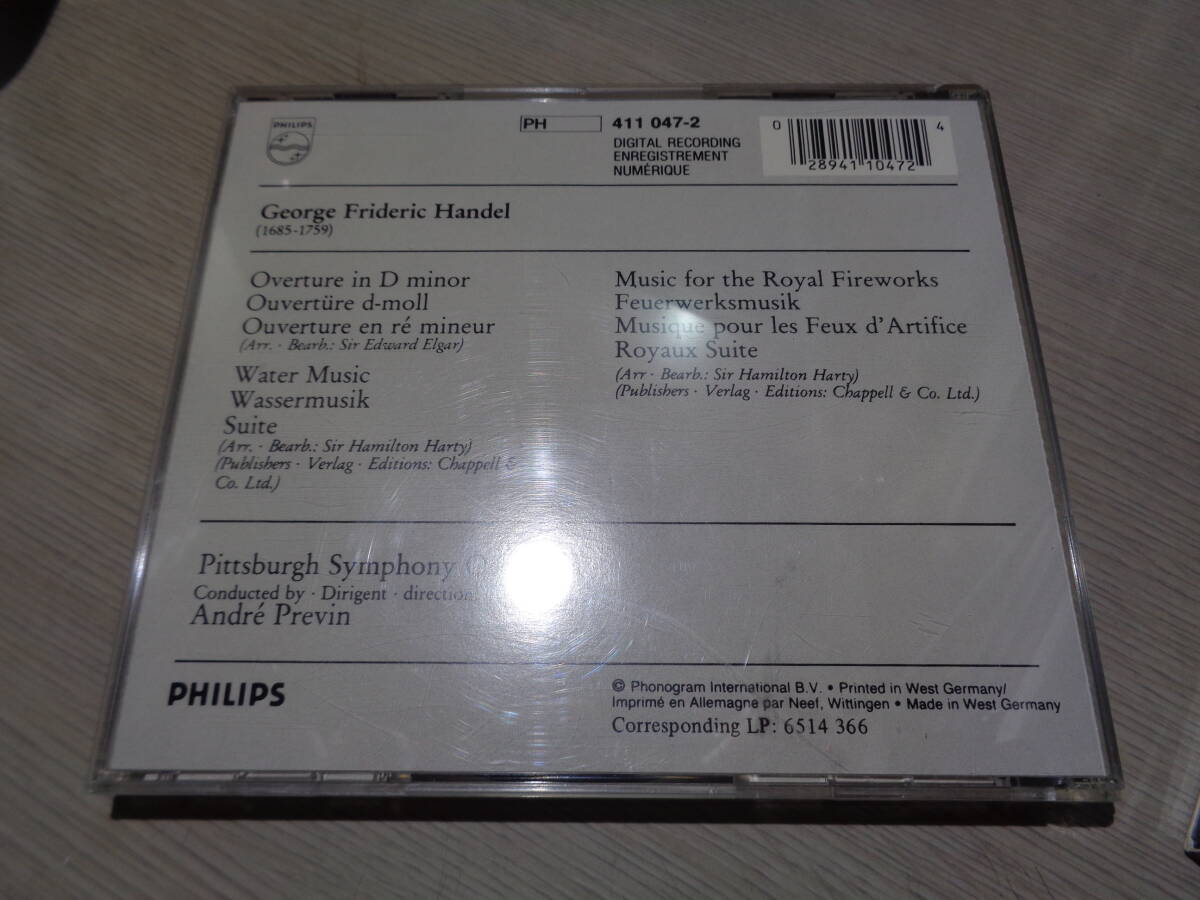 PHILIPS
PH
411 047-2
DIGITAL RECORDING
ENREGISTREMENT
NUMÉRIQUE
0 28941 10472 4
George Frideric Handel
(1685-1759)
Overture in D minor
Ouvertüre d-moll
Ouverture en ré mineur
(Arr. · Bearb.: Sir Edward Elgar)
Water Music
Wassermusik
Suite
(Arr. · Bearb.: Sir Hamilton Harty)
(Publishers · Verlag · Editions: Chappell &
Co. Ltd.)
Music for the Royal Fireworks
Feuerwerksmusik
Musique pour les Feux d'Artifice
Royaux Suite
(Arr · Bearb.: Sir Hamilton Harty)
(Publishers · Verlag · Editions: Chappell & Co. Ltd.)
Pittsburgh Symphony
Conducted by · Dirigent · direction
André Previn
PHILIPS
© Phonogram International B.V. • Printed in West Germany/
Imprimé en Allemagne par Neef, Wittingen • Made in West Germany
Corresponding LP: 6514 366